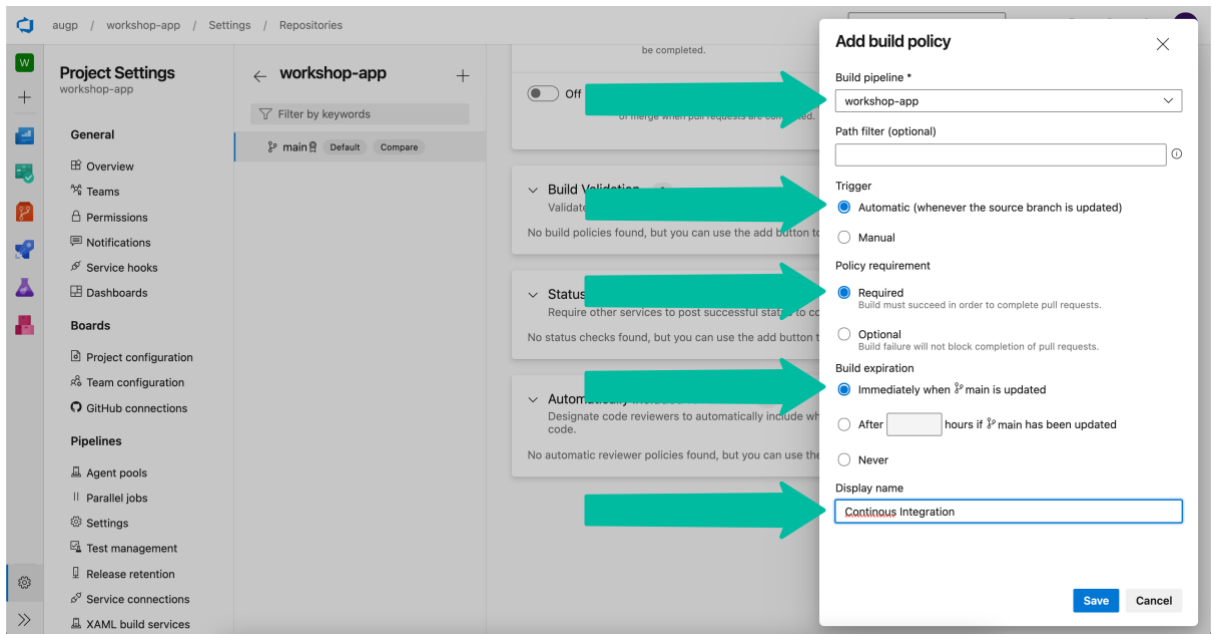 augp / workshop-app / Settings / Repositories
W
Project Settings
workshop-app
General
Overview
Teams
Permissions
Notifications
Service hooks
Dashboards
Boards
Project configuration
Team configuration
GitHub connections
Pipelines
Agent pools
Parallel jobs
Settings
Test management
Release retention
Service connections
XAML build services
workshop-app
Filter by keywords
main Default Compare
be completed.
Off
of merge when pull requests are
Build Validation
Validate
No build policies found, but you can use the add button to
Status
Require other services to post successful status to
No status checks found, but you can use the add button
Automatically
Designate code reviewers to automatically include
code.
No automatic reviewer policies found, but you can use the
Add build policy
Build pipeline *
workshop-app
Path filter (optional)
Trigger
Automatic (whenever the source branch is updated)
Manual
Policy requirement
Required
Build must succeed in order to complete pull requests.
Optional
Build failure will not block completion of pull requests.
Build expiration
Immediately when main is updated
After hours if main has been updated
Never
Display name
Continous Integration
Save Cancel